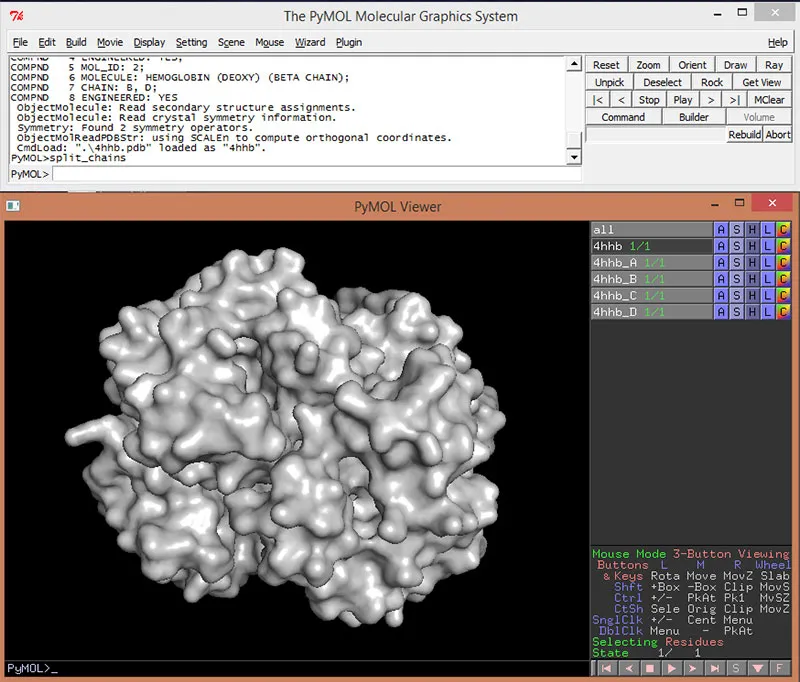 The PyMOL Molecular Graphics System
File Edit Build Movie Display Setting Scene Mouse Wizard Plugin Help
COMPND 4 ENGINEERED: YES;
COMPND 5 MOL_ID: 2;
COMPND 6 MOLECULE: HEMOGLOBIN (DEOXY) (BETA CHAIN);
COMPND 7 CHAIN: B, D;
COMPND 8 ENGINEERED: YES
ObjectMolecule: Read secondary structure assignments.
ObjectMolecule: Read crystal symmetry information.
Symmetry: Found 2 symmetry operators.
ObjectMolReadPDBStr: using SCALEn to compute orthogonal coordinates.
CmdLoad: ".\4hhb.pdb" loaded as "4hhb".
PyMOL>split_chains
PyMOL>
Reset Zoom Orient Draw Ray
Unpick Deselect Rock Get View
|< < Stop Play > >| MClear
Command Builder Volume
Rebuild Abort
PyMOL Viewer
all A S H L C
4hhb 1/1 A S H L C
4hhb_A 1/1 A S H L C
4hhb_B 1/1 A S H L C
4hhb_C 1/1 A S H L C
4hhb_D 1/1 A S H L C
Mouse Mode 3-Button Viewing
Buttons L M R Wheel
& Keys Rota Move MovZ Slab
Shft +Box -Box Clip MovS
Ctrl +/- PkAt Pk1 MvSZ
CtSh Sele Orig Clip MovZ
SnglClk +/- Cent Menu
DblClk Menu - PkAt
Selecting Residues
State 1/ 1
S F
PyMOL>_